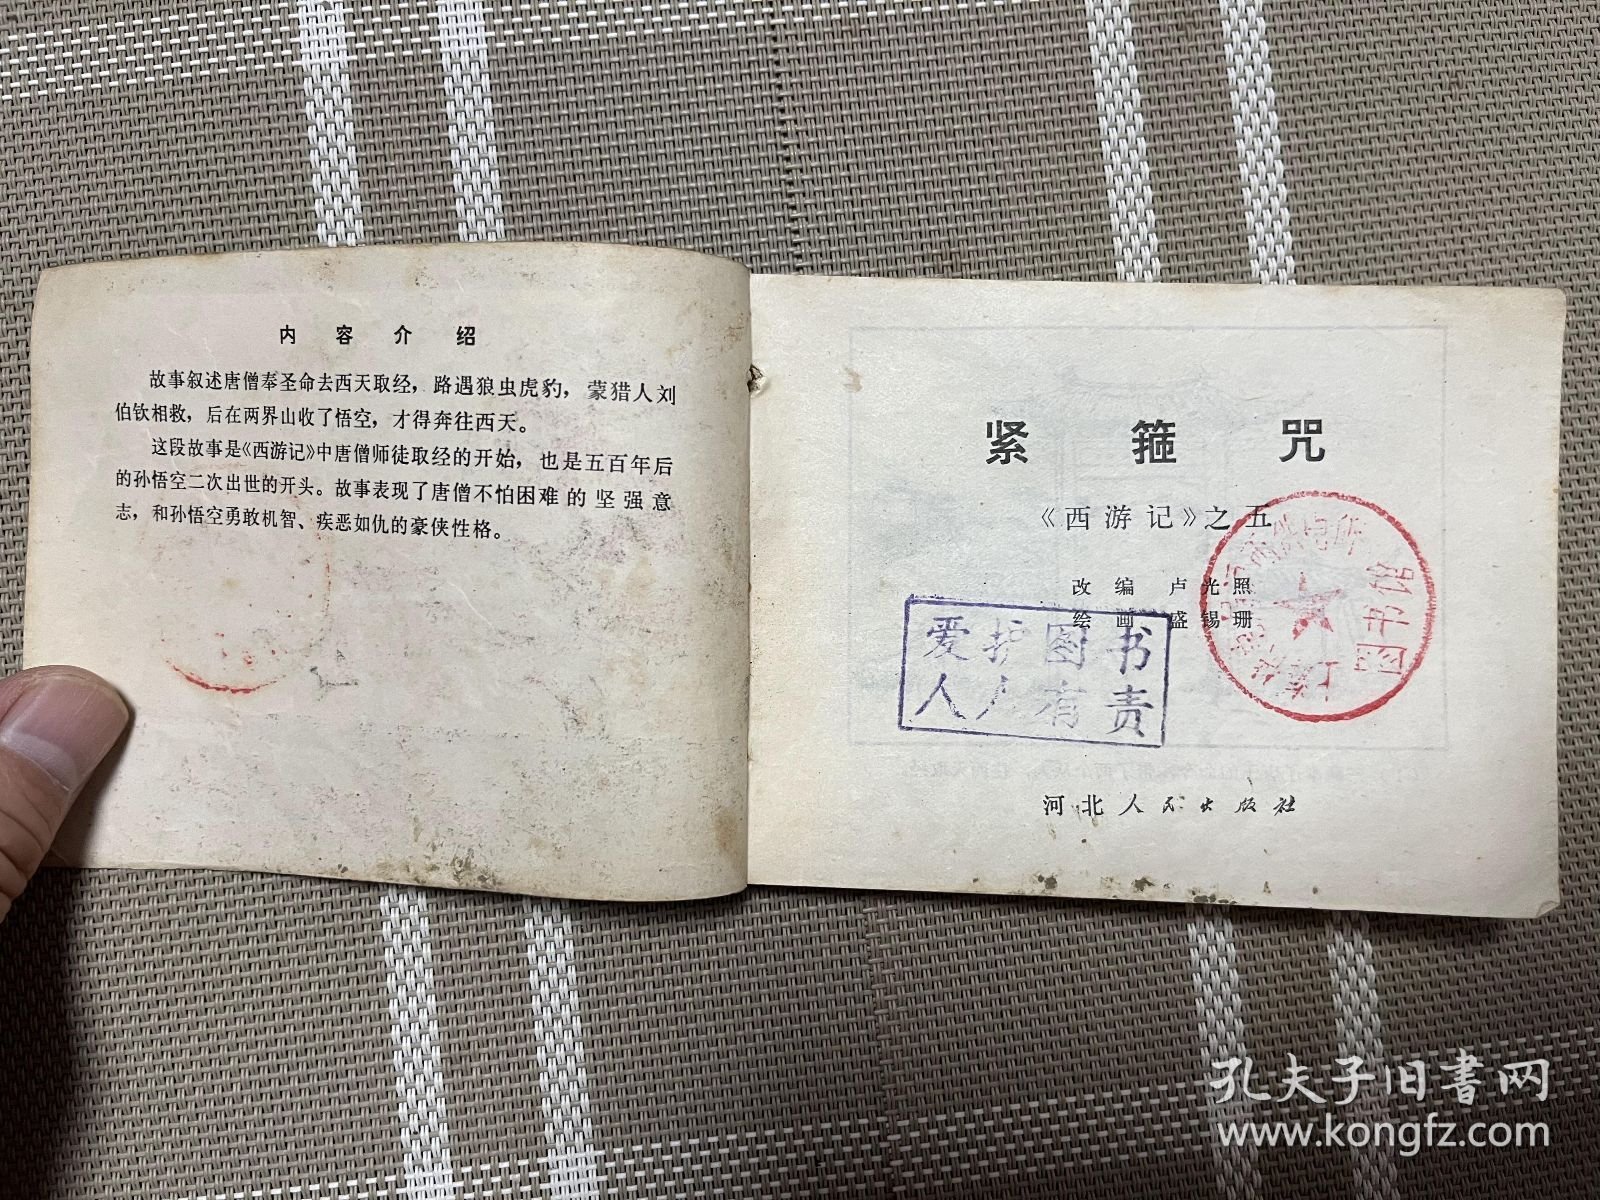 内容介绍
故事叙述唐僧奉圣命去西天取经，路遇狼虫虎豹，蒙猎人刘
伯钦相救，后在两界山收了悟空，才得奔往西天。
这段故事是《西游记》中唐僧师徒取经的开始，也是五百年后
的孙悟空二次出世的开头。故事表现了唐僧不怕困难的坚强意
志，和孙悟空勇敢机智、疾恶如仇的豪侠性格。
紧箍咒
《西游记》之五
改编 卢光照
绘画 盛锡珊
爱护图书
人人有责
图书馆
河北人民出版社
孔夫子旧書网
www.kongfz.com